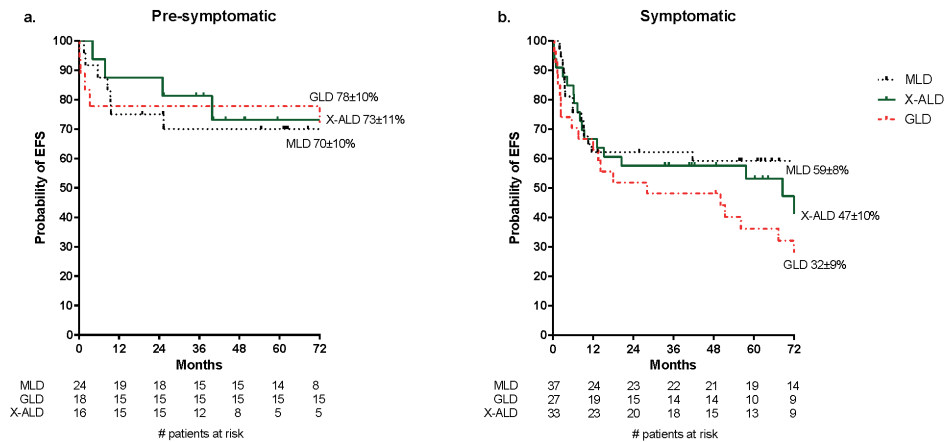 a.
Pre-symptomatic
100
90
80
70
60
50
40
30
20
10
0
Probability of EFS
GLD 78±10%
X-ALD 73±11%
MLD 70±10%
0 12 24 36 48 60 72
Months
MLD 24 19 18 15 15 14 8
GLD 18 15 15 15 15 15 15
X-ALD 16 15 15 12 8 5 5
# patients at risk
b.
Symptomatic
100
90
80
70
60
50
40
30
20
10
0
Probability of EFS
MLD
X-ALD
GLD
MLD 59±8%
X-ALD 47±10%
GLD 32±9%
0 12 24 36 48 60 72
Months
MLD 37 24 23 22 21 19 14
GLD 27 19 15 14 14 10 9
X-ALD 33 23 20 18 15 13 9
# patients at risk